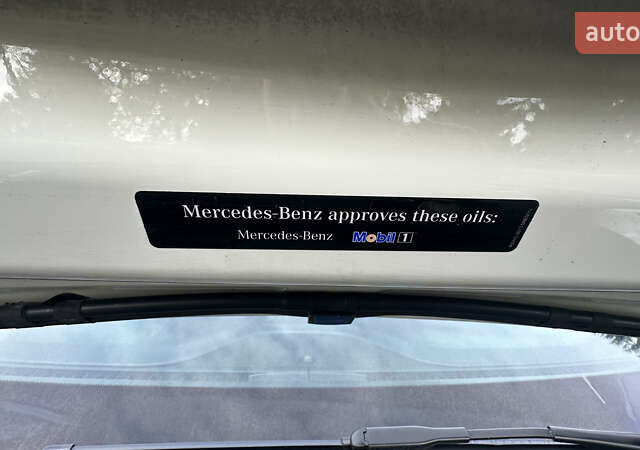 auto
Mercedes-Benz approves these oils:
Mercedes-Benz Mobil 1